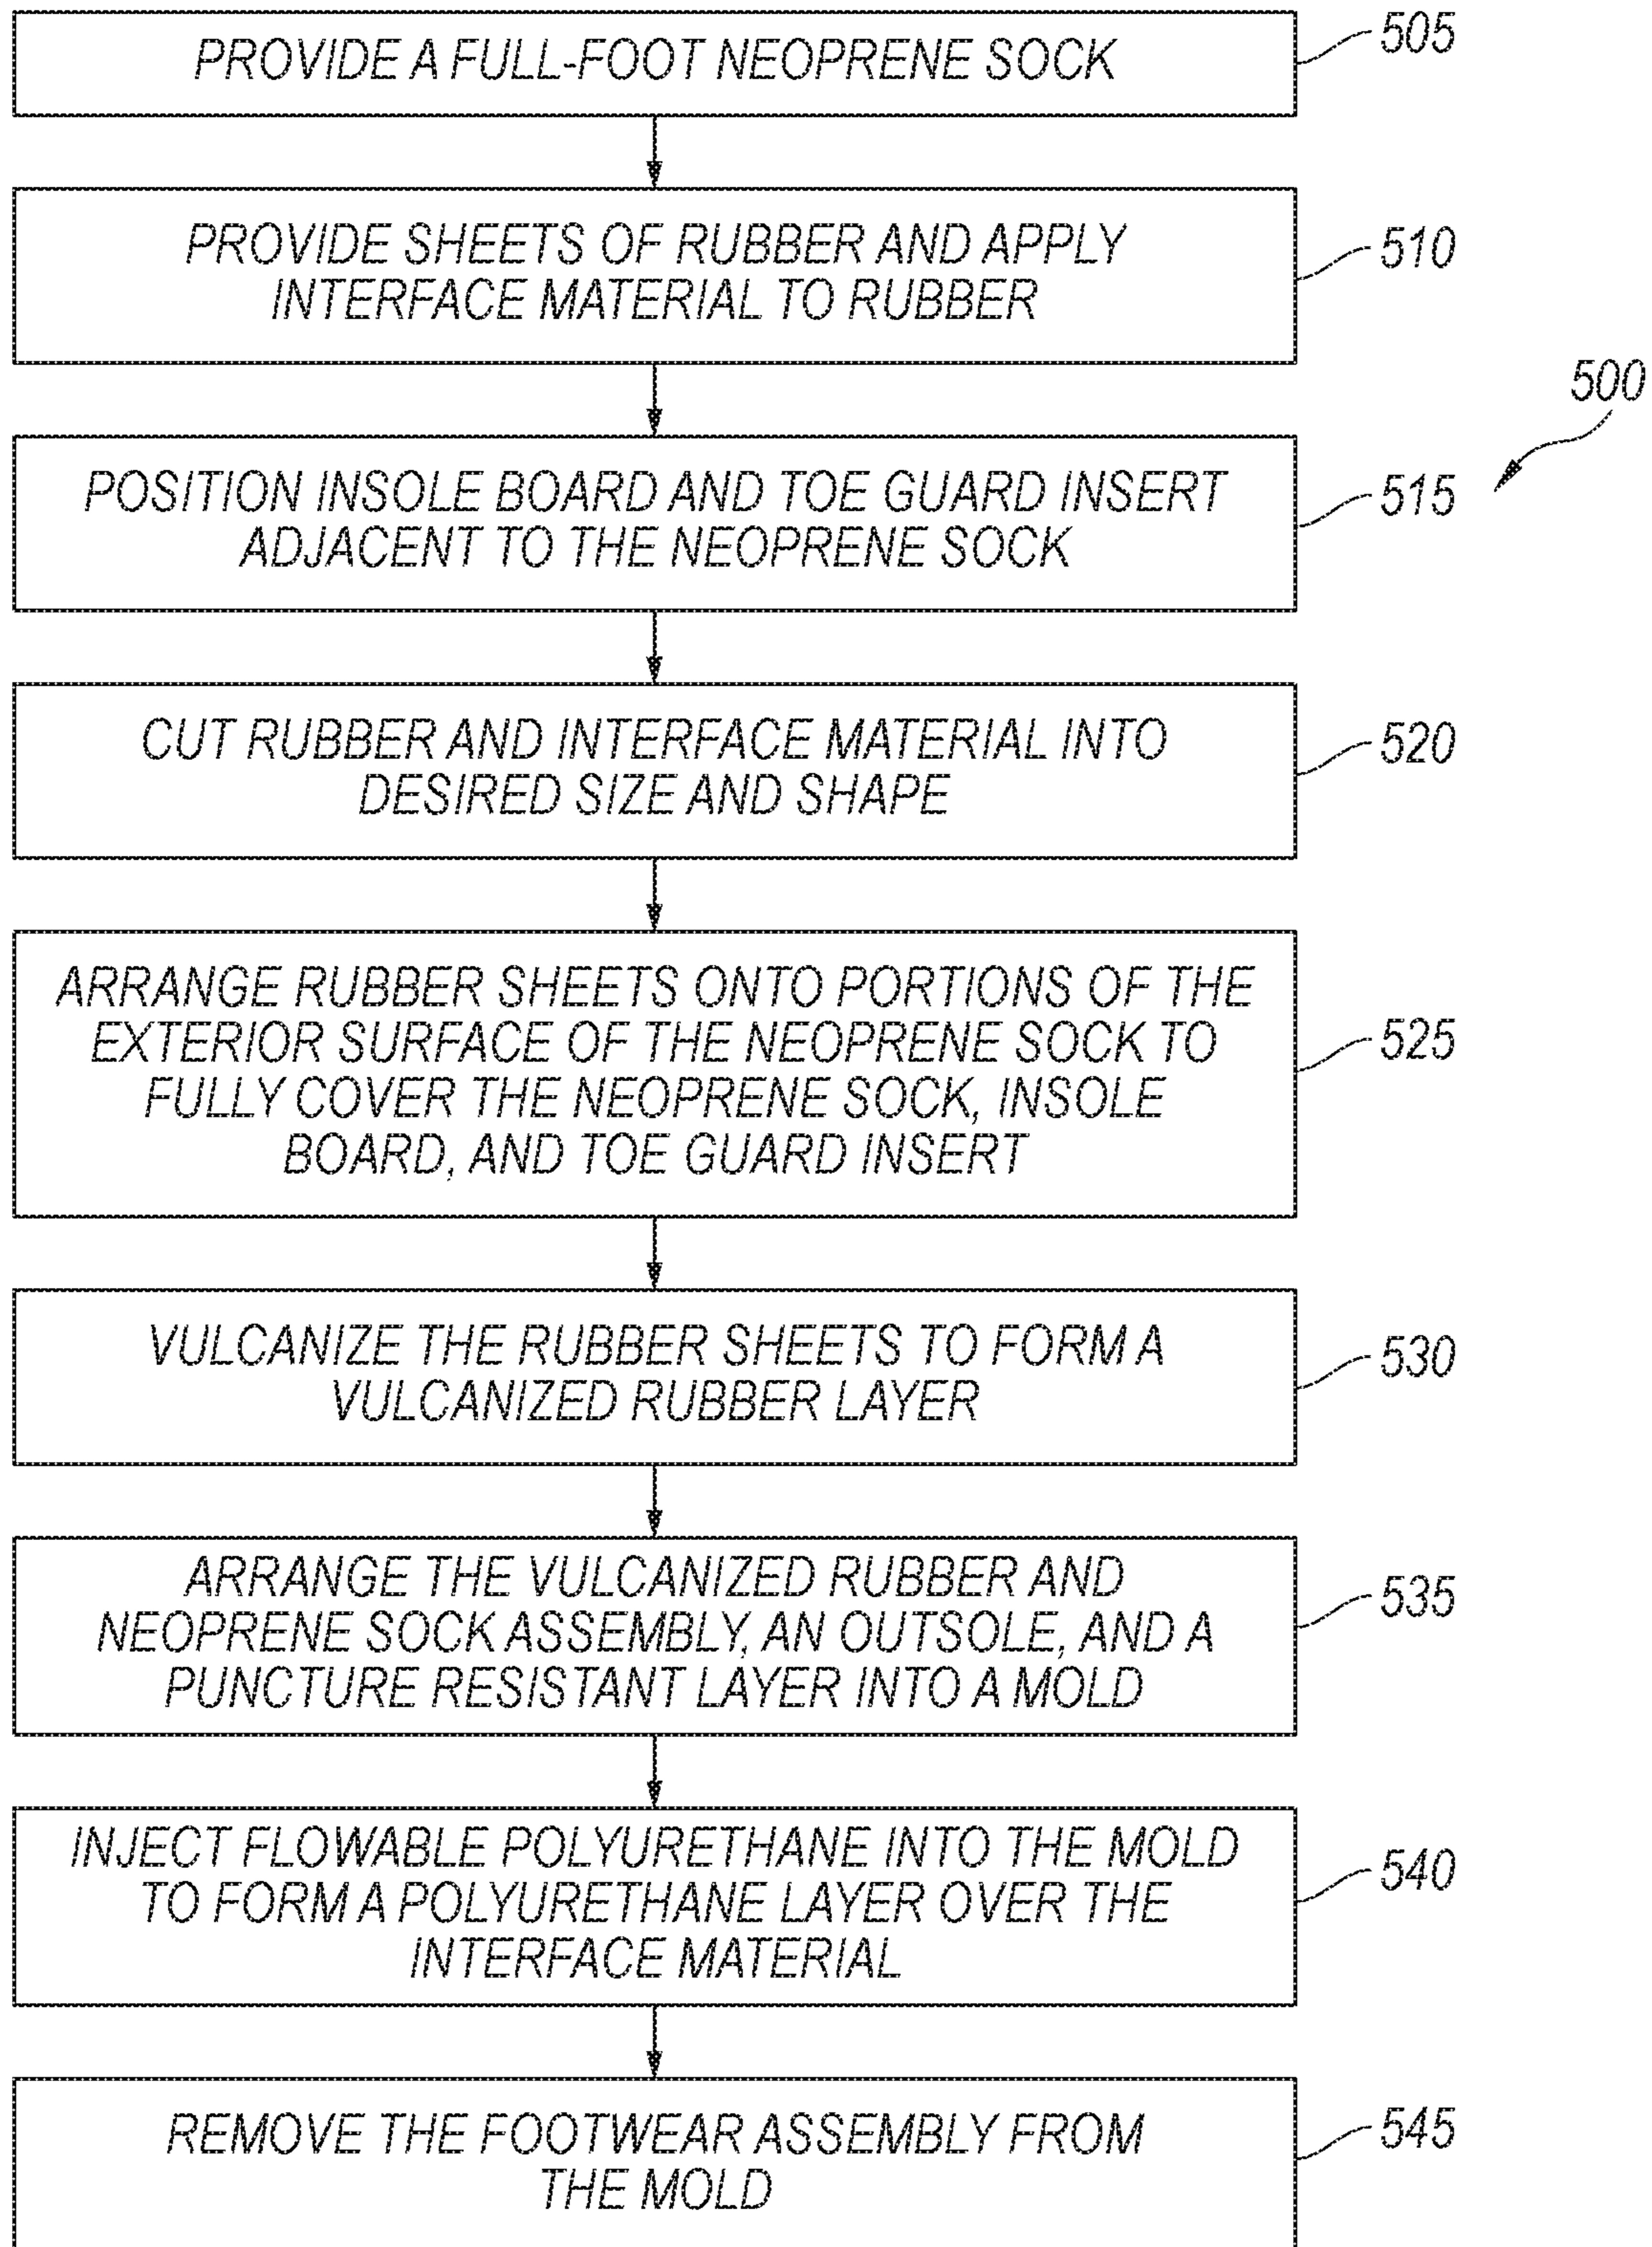 PROVIDE A FULL-FOOT NEOPRENE SOCK
505
PROVIDE SHEETS OF RUBBER AND APPLY
INTERFACE MATERIAL TO RUBBER
510
500
POSITION INSOLE BOARD AND TOE GUARD INSERT
ADJACENT TO THE NEOPRENE SOCK
515
CUT RUBBER AND INTERFACE MATERIAL INTO
DESIRED SIZE AND SHAPE
520
ARRANGE RUBBER SHEETS ONTO PORTIONS OF THE
EXTERIOR SURFACE OF THE NEOPRENE SOCK TO
FULLY COVER THE NEOPRENE SOCK, INSOLE
BOARD, AND TOE GUARD INSERT
525
VULCANIZE THE RUBBER SHEETS TO FORM A
VULCANIZED RUBBER LAYER
530
ARRANGE THE VULCANIZED RUBBER AND
NEOPRENE SOCK ASSEMBLY, AN OUTSOLE, AND A
PUNCTURE RESISTANT LAYER INTO A MOLD
535
INJECT FLOWABLE POLYURETHANE INTO THE MOLD
TO FORM A POLYURETHANE LAYER OVER THE
INTERFACE MATERIAL
540
REMOVE THE FOOTWEAR ASSEMBLY FROM
THE MOLD
545